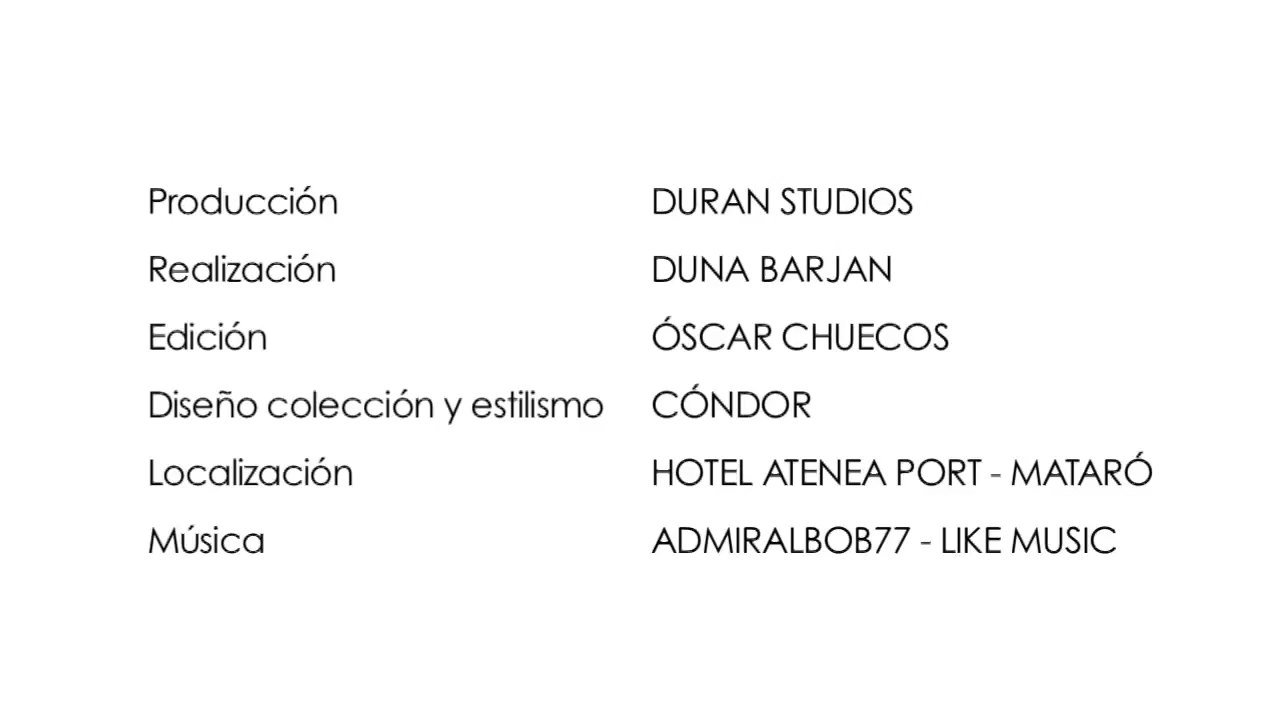 Producción DURAN STUDIOS
Realización DUNA BARJAN
Edición ÓSCAR CHUECOS
Diseño colección y estilismo CÓNDOR
Localización HOTEL ATENEA PORT - MATARÓ
Música ADMIRALBOB77 - LIKE MUSIC